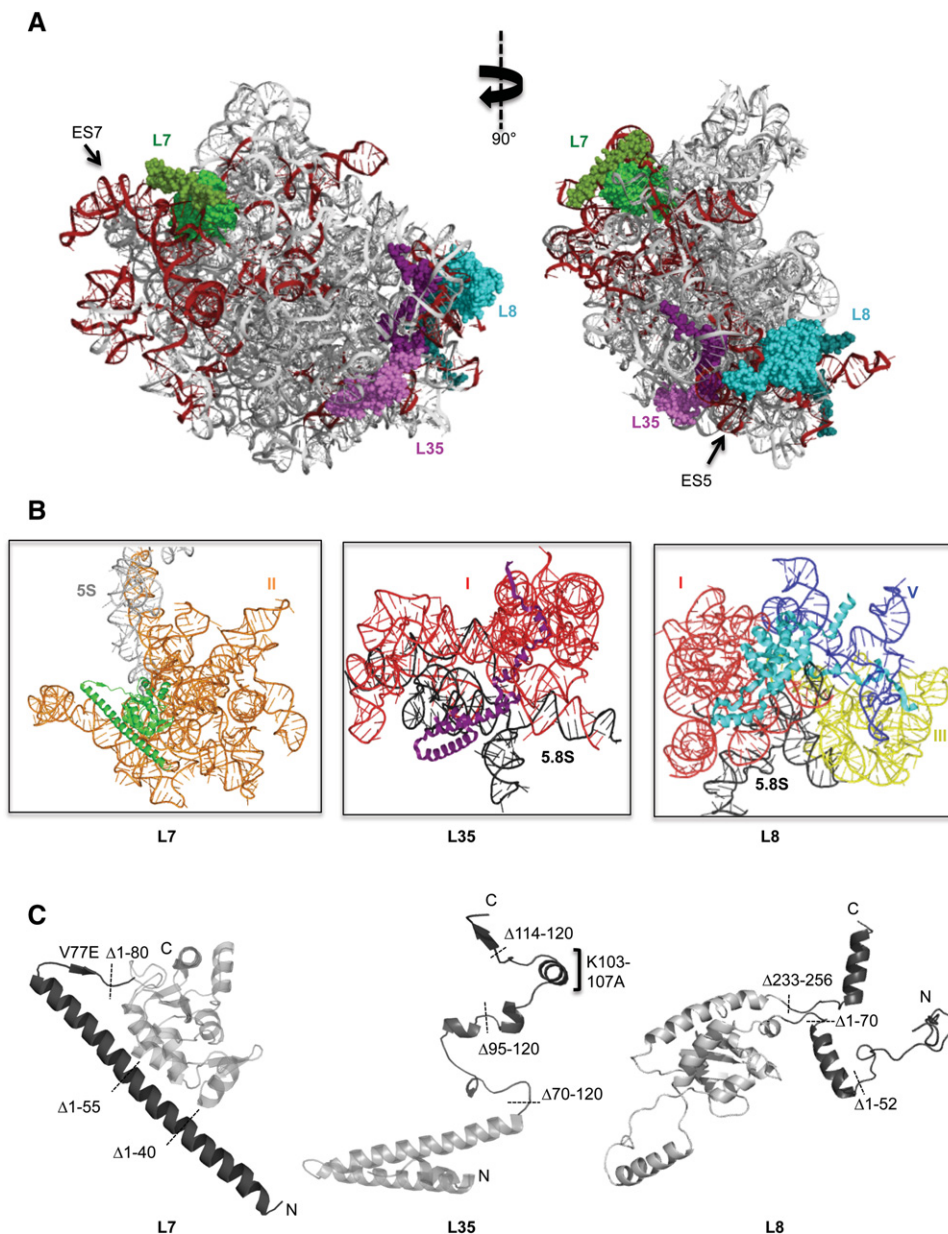 A
ES7
L7
L8
L35
90°
L7
L8
L35
ES5
B
5S
II
L7
I
5.8S
L35
I
V
III
5.8S
L8
C
V77E
Δ1-80
C
Δ1-55
Δ1-40
N
L7
C
Δ114-120
K103-
107A
Δ95-120
Δ70-120
N
L35
C
Δ233-256
N
Δ1-70
Δ1-52
L8